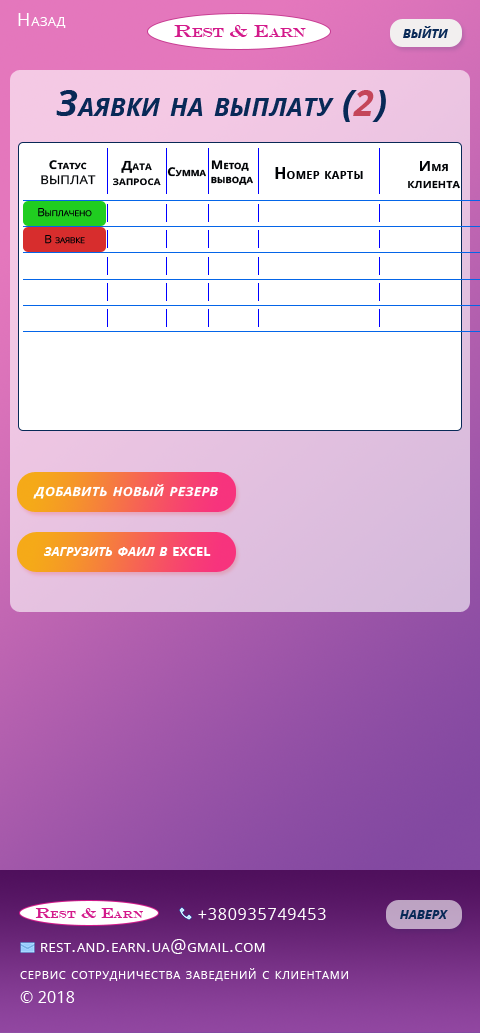 Назад
Rest & Earn
выйти
Заявки на выплату (2)
Статус выплат
Дата запроса
Сумма
Метод вывода
Номер карты
Имя клиента
Выплачено
В заявке
добавить новый резерв
загрузить фаил в excel
Rest & Earn
+380935749453
наверх
rest.and.earn.ua@gmail.com
сервис сотрудничества заведений с клиентами
© 2018